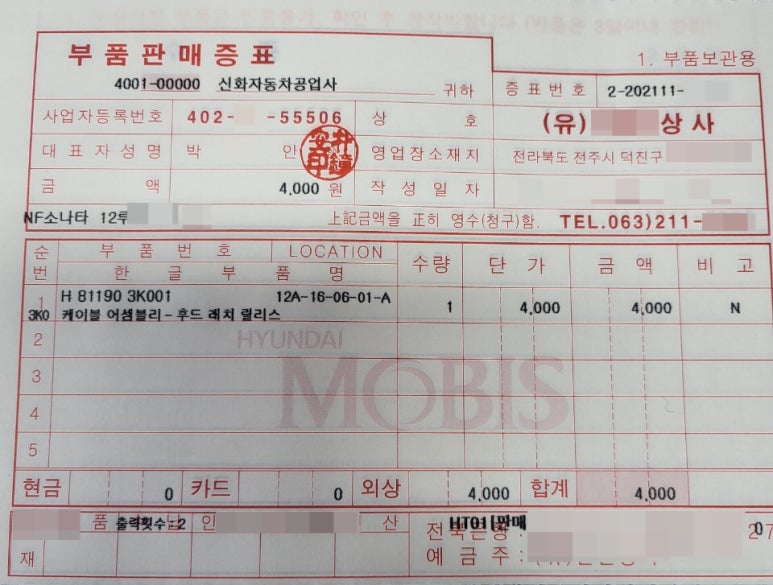 부품판매증표
1. 부품보관용
4001-00000 신화자동차공업사 귀하
증표번호 2-202111-
사업자등록번호 402- -55506
상 호 (유) 상사
대표자성명 박 안
영업장소재지 전라북도 전주시 덕진구
금 액 4,000 원
작성일자
NF소나타 12루
上記금액을 正히 영수(청구)함. TEL.063)211-
순번 부품번호 LOCATION 수량 단가 금액 비고
한글부품명
1 H 81190 3K001 12A-16-06-01-A 1 4,000 4,000 N
3K0 케이블 어셈블리-후드 래치 릴리스
2
HYUNDAI
MOBIS
3
4
5
현금 0 카드 0 외상 4,000 합계 4,000
품 출력횟수:2 인 산
전북은행: HT01[판매 0
재 예금주:
27